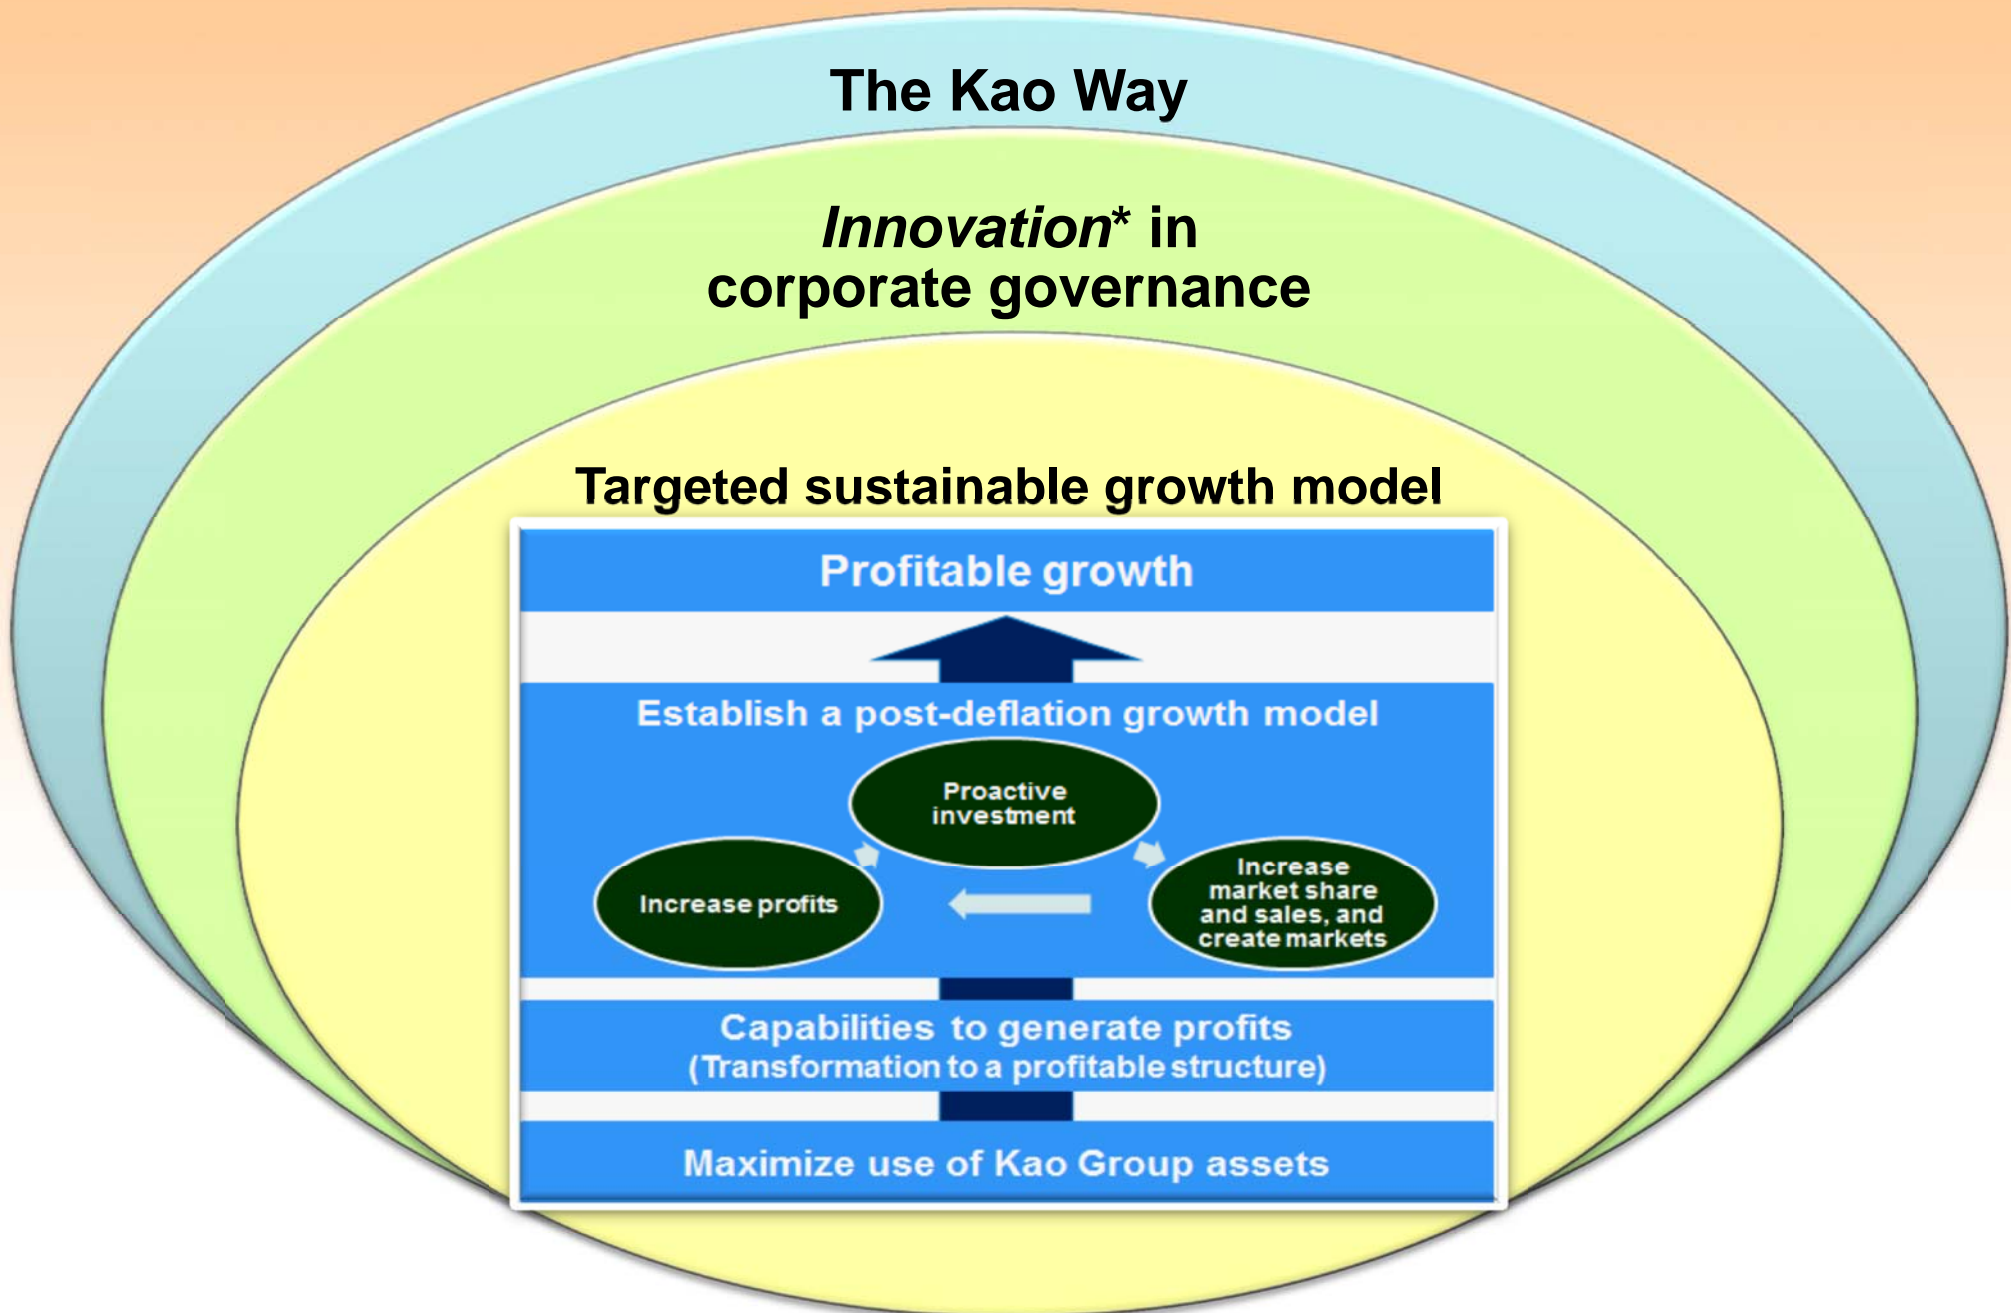 The Kao Way
Innovation* in
corporate governance
Targeted sustainable growth model
Profitable growth
Establish a post-deflation growth model
Proactive
investment
Increase profits
Increase
market share
and sales, and
create markets
Capabilities to generate profits
(Transformation to a profitable structure)
Maximize use of Kao Group assets